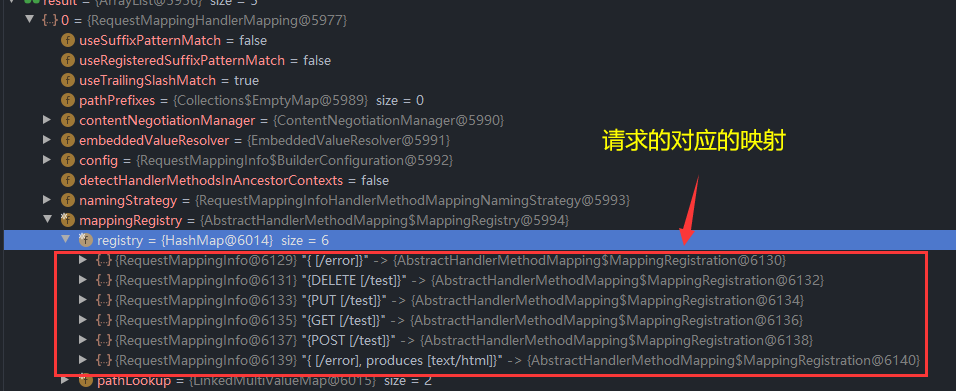 result = {ArrayList@5956} size = 5
0 = {RequestMappingHandlerMapping@5977}
useSuffixPatternMatch = false
useRegisteredSuffixPatternMatch = false
useTrailingSlashMatch = true
pathPrefixes = {Collections$EmptyMap@5989} size = 0
contentNegotiationManager = {ContentNegotiationManager@5990}
embeddedValueResolver = {EmbeddedValueResolver@5991}
请求的对应的映射
config = {RequestMappingInfo$BuilderConfiguration@5992}
detectHandlerMethodsInAncestorContexts = false
namingStrategy = {RequestMappingInfoHandlerMethodMappingNamingStrategy@5993}
mappingRegistry = {AbstractHandlerMethodMapping$MappingRegistry@5994}
registry = {HashMap@6014} size = 6
{RequestMappingInfo@6129} "{ [/error]}" -> {AbstractHandlerMethodMapping$MappingRegistration@6130}
{RequestMappingInfo@6131} "{DELETE [/test]}" -> {AbstractHandlerMethodMapping$MappingRegistration@6132}
{RequestMappingInfo@6133} "{PUT [/test]}" -> {AbstractHandlerMethodMapping$MappingRegistration@6134}
{RequestMappingInfo@6135} "{GET [/test]}" -> {AbstractHandlerMethodMapping$MappingRegistration@6136}
{RequestMappingInfo@6137} "{POST [/test]}" -> {AbstractHandlerMethodMapping$MappingRegistration@6138}
{RequestMappingInfo@6139} "{ [/error], produces [text/html]}" -> {AbstractHandlerMethodMapping$MappingRegistration@6140}
pathLookup = {LinkedMultiValueMap@6015} size = 2